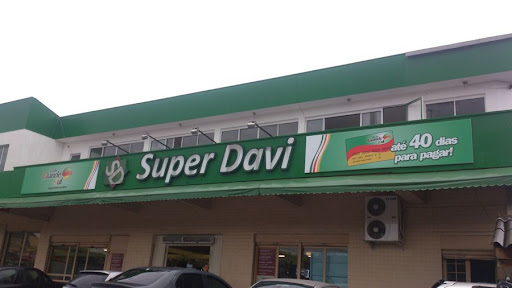 Super Davi
até 40 dias
para pagar!